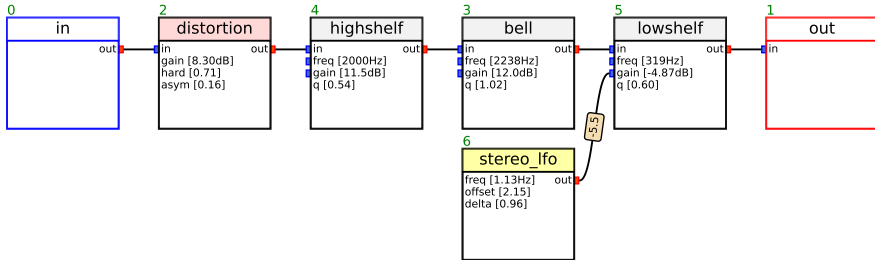 0
in
out
2
distortion
in out
gain [8.30dB]
hard [0.71]
asym [0.16]
4
highshelf
in out
freq [2000Hz]
gain [11.5dB]
q [0.54]
3
bell
in out
freq [2238Hz]
gain [12.0dB]
q [1.02]
5
lowshelf
in out
freq [319Hz]
gain [-4.87dB]
q [0.60]
1
out
in
-5.5
6
stereo_lfo
freq [1.13Hz] out
offset [2.15]
delta [0.96]